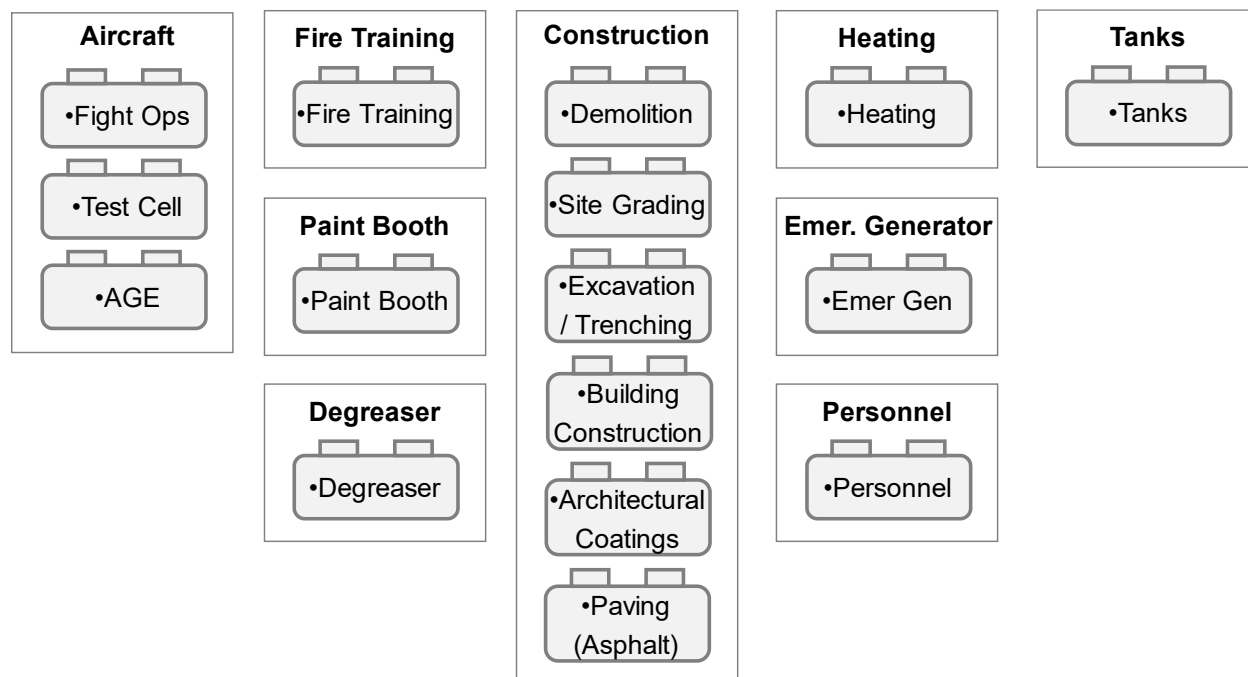 Aircraft
•Fight Ops
•Test Cell
•AGE
Fire Training
•Fire Training
Paint Booth
•Paint Booth
Degreaser
•Degreaser
Construction
•Demolition
•Site Grading
•Excavation
/ Trenching
•Building
Construction
•Architectural
Coatings
•Paving
(Asphalt)
Heating
•Heating
Emer. Generator
•Emer Gen
Personnel
•Personnel
Tanks
•Tanks